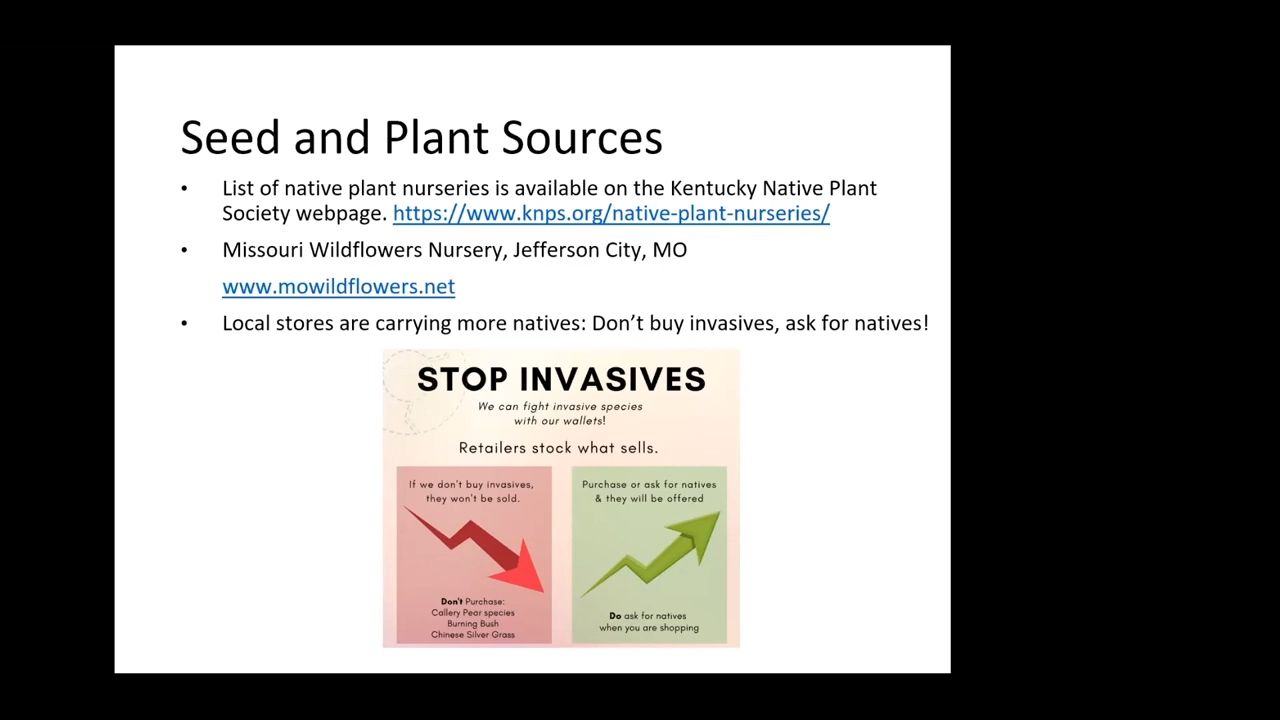 Seed and Plant Sources
• List of native plant nurseries is available on the Kentucky Native Plant
Society webpage. https://www.knps.org/native-plant-nurseries/
• Missouri Wildflowers Nursery, Jefferson City, MO
www.mowildflowers.net
• Local stores are carrying more natives: Don’t buy invasives, ask for natives!
STOP INVASIVES
We can fight invasive species
with our wallets!
Retailers stock what sells.
If we don't buy invasives,
they won't be sold.
Don't Purchase:
Callery Pear species
Burning Bush
Chinese Silver Grass
Purchase or ask for natives
& they will be offered
Do ask for natives
when you are shopping